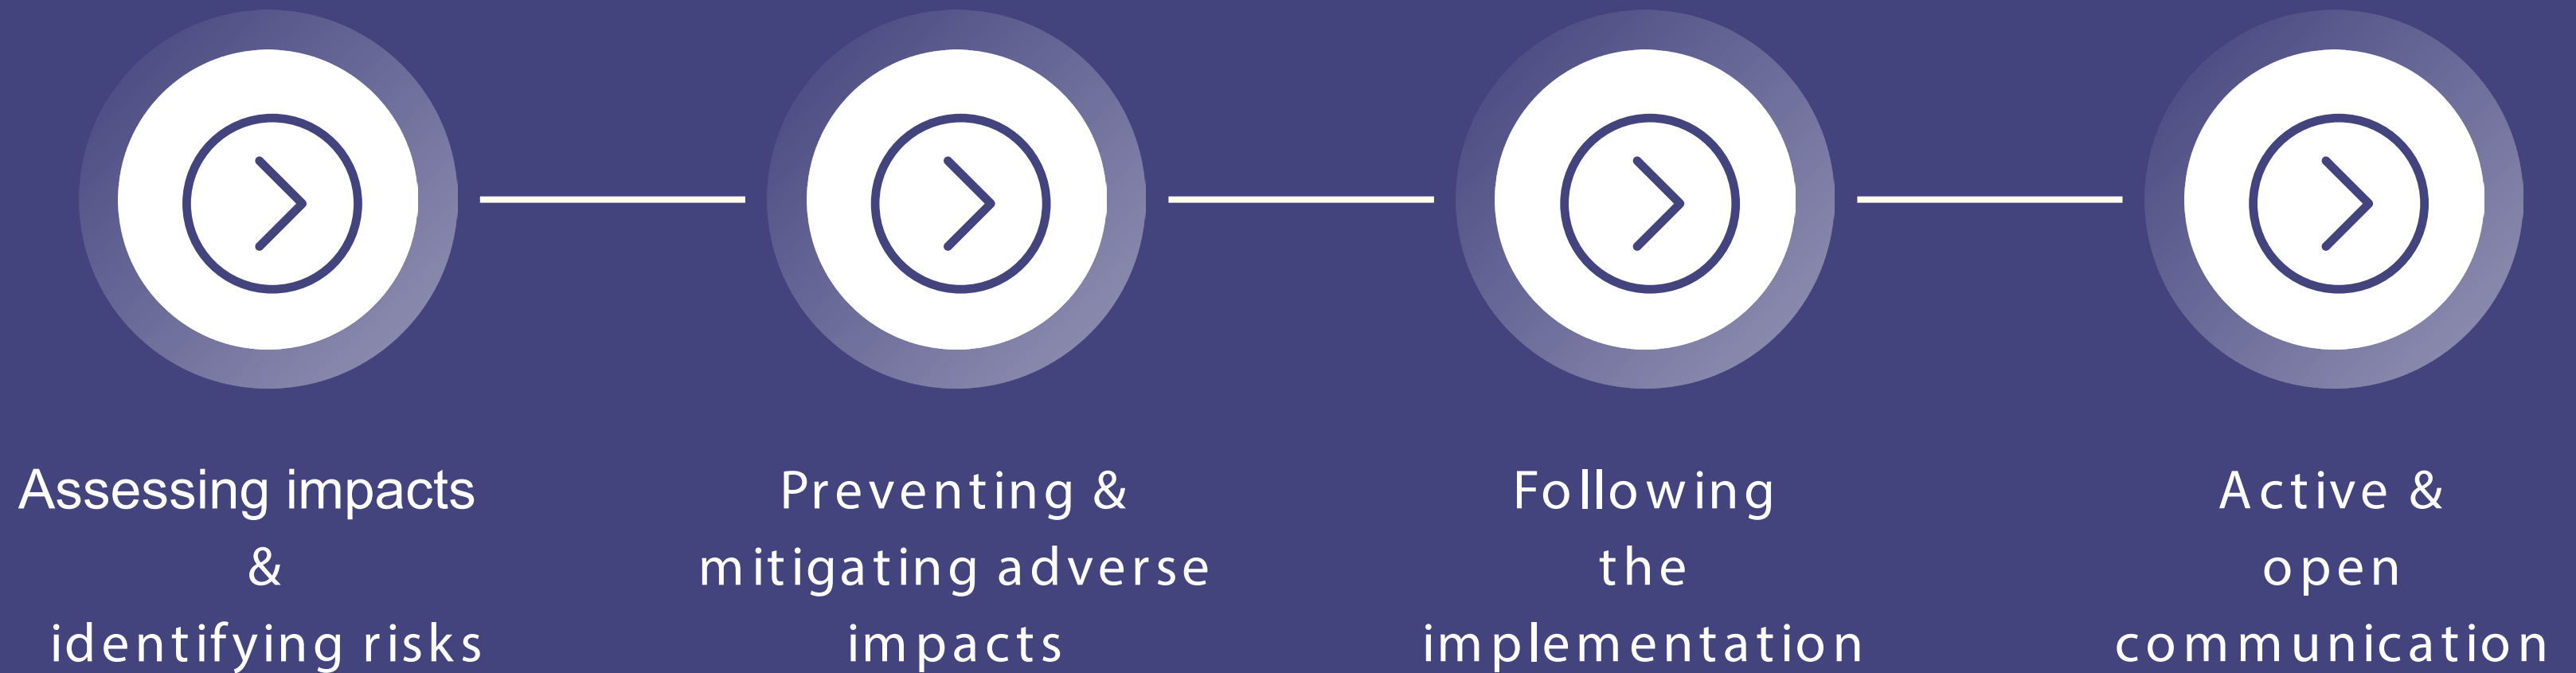 Assessing impacts
&
identifying risks
Preventing &
mitigating adverse
impacts
Following
the
implementation
Active &
open
communication